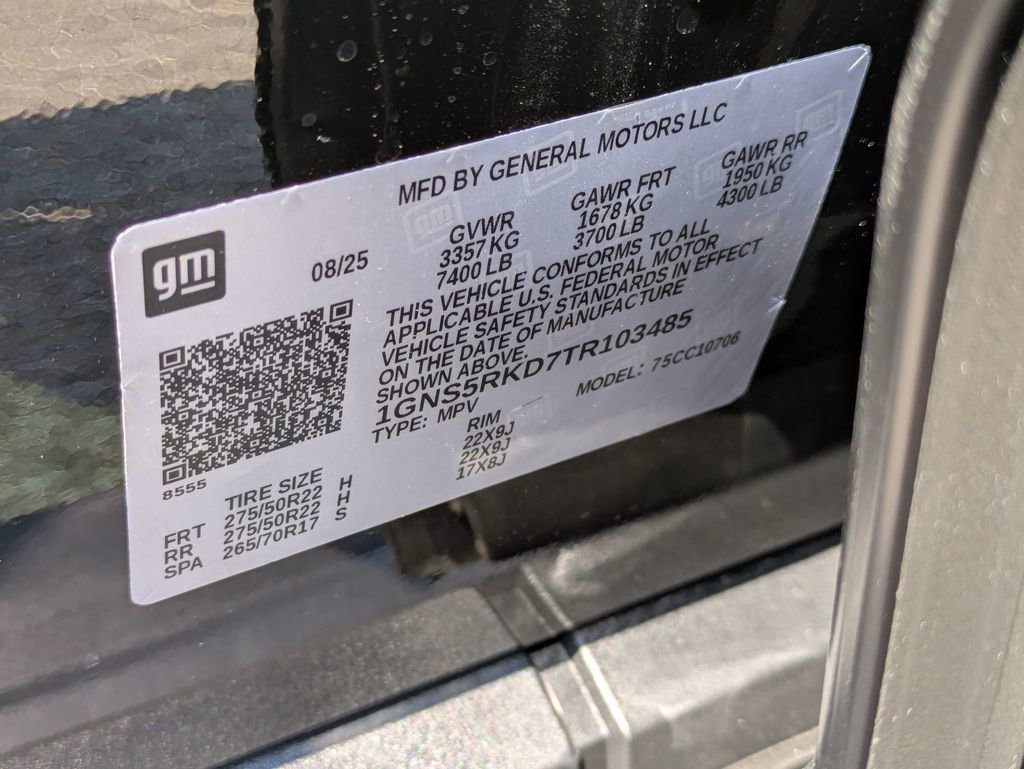 MFD BY GENERAL MOTORS LLC
gm
08/25
GVWR
3357 KG
7400 LB
GAWR FRT
1678 KG
3700 LB
GAWR RR
1950 KG
4300 LB
THIS VEHICLE CONFORMS TO ALL
APPLICABLE U.S. FEDERAL MOTOR
VEHICLE SAFETY STANDARDS IN EFFECT
ON THE DATE OF MANUFACTURE
SHOWN ABOVE.
1GNS5RKD7TR103485
TYPE: MPV
MODEL: 75CC10706
8555
TIRE SIZE RIM
FRT 275/50R22 H 22X9J
RR 275/50R22 H 22X9J
SPA 265/70R17 S 17X8J